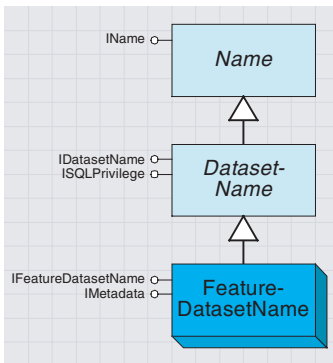 IName
Name
IDatasetName
ISQLPrivilege
Dataset-
Name
IFeatureDatasetName
IMetadata
Feature-
DatasetName